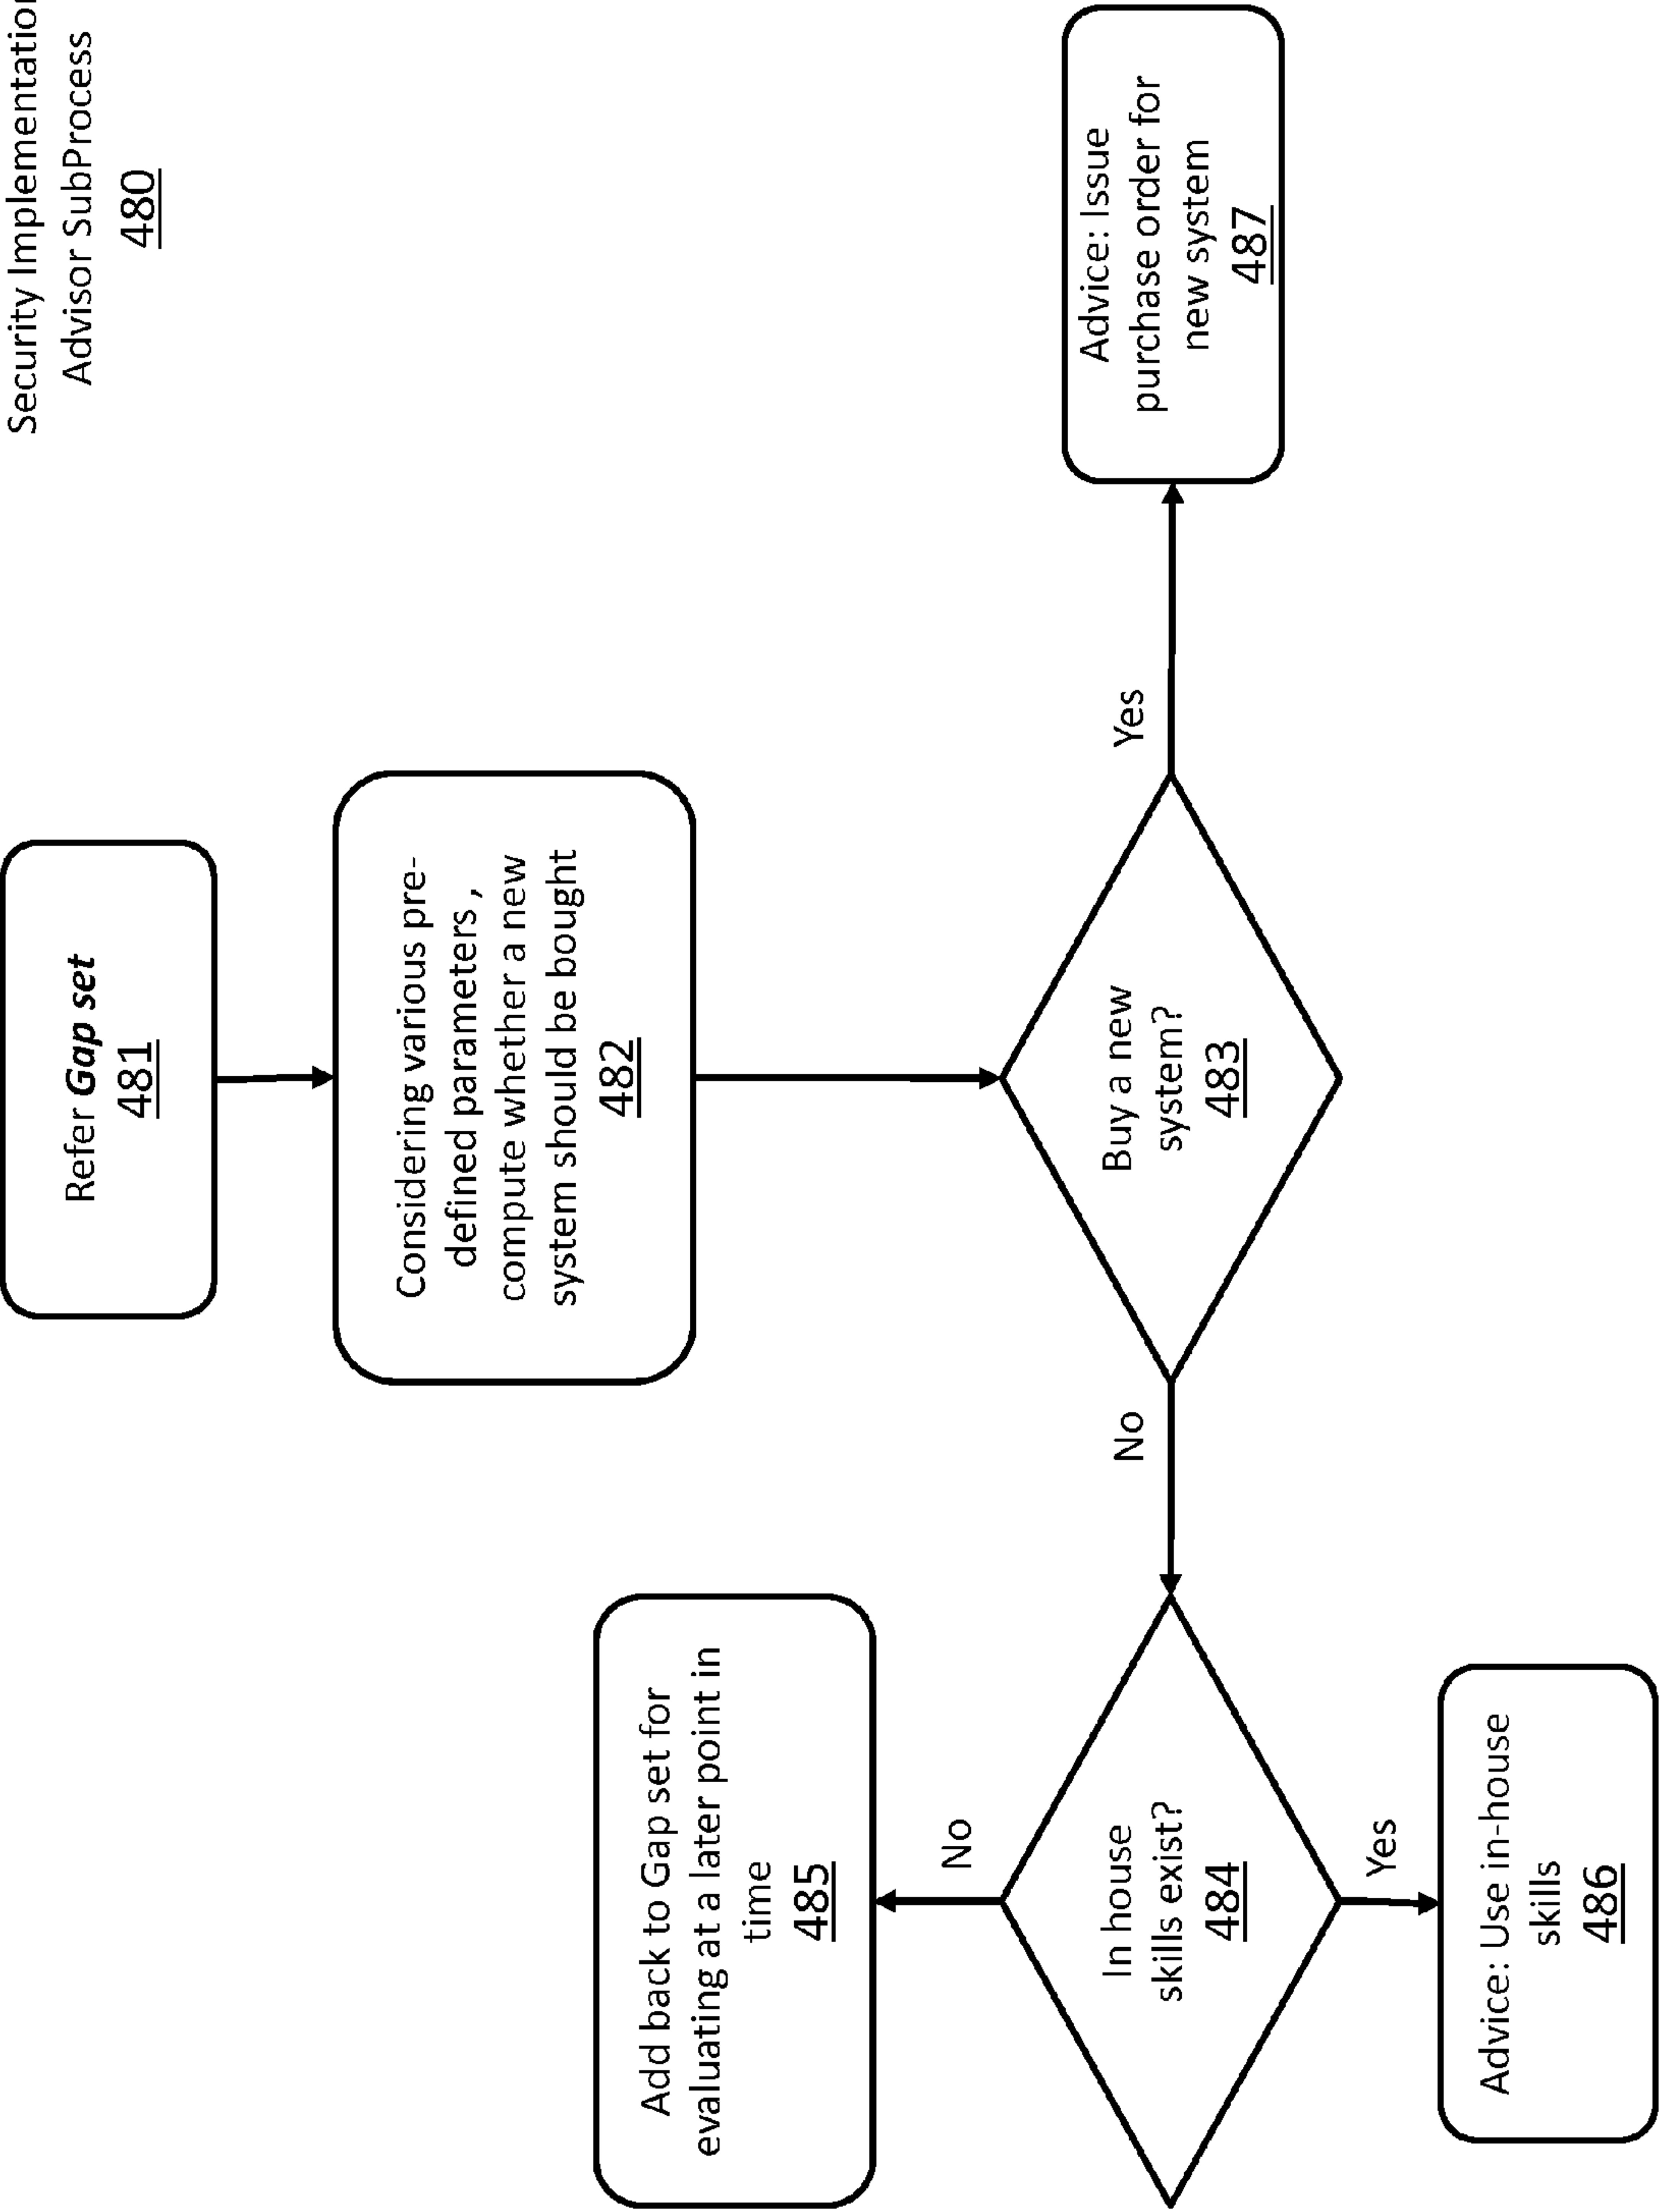 Security Implementation
Advisor SubProcess
480
Refer Gap set
481
Considering various pre-
defined parameters ,
compute whether a new
system should be bought
482
Buy a new
system?
483
Yes
Advice: Issue
purchase order for
new system
487
No
In house
skills exist?
484
No
Add back to Gap set for
evaluating at a later point in
time
485
Yes
Advice: Use in-house
skills
486